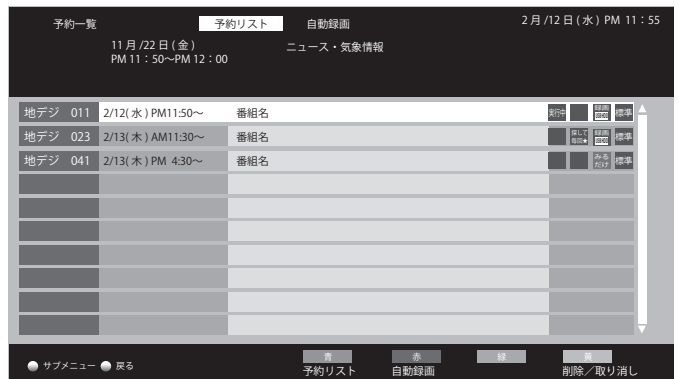 予約一覧 予約リスト 自動録画 2月/12日(水) PM 11：55
11月/22日(金) ニュース・気象情報
PM 11：50～PM 12：00
地デジ 011 2/12(水) PM11:50～ 番組名 実行中 録画 標準
地デジ 023 2/13(木) AM11:30～ 番組名 探して毎回★ 録画 標準
地デジ 041 2/13(木) PM 4:30～ 番組名 みるだけ 標準
青 赤 緑 黄
サブメニュー 戻る 予約リスト 自動録画 削除／取り消し